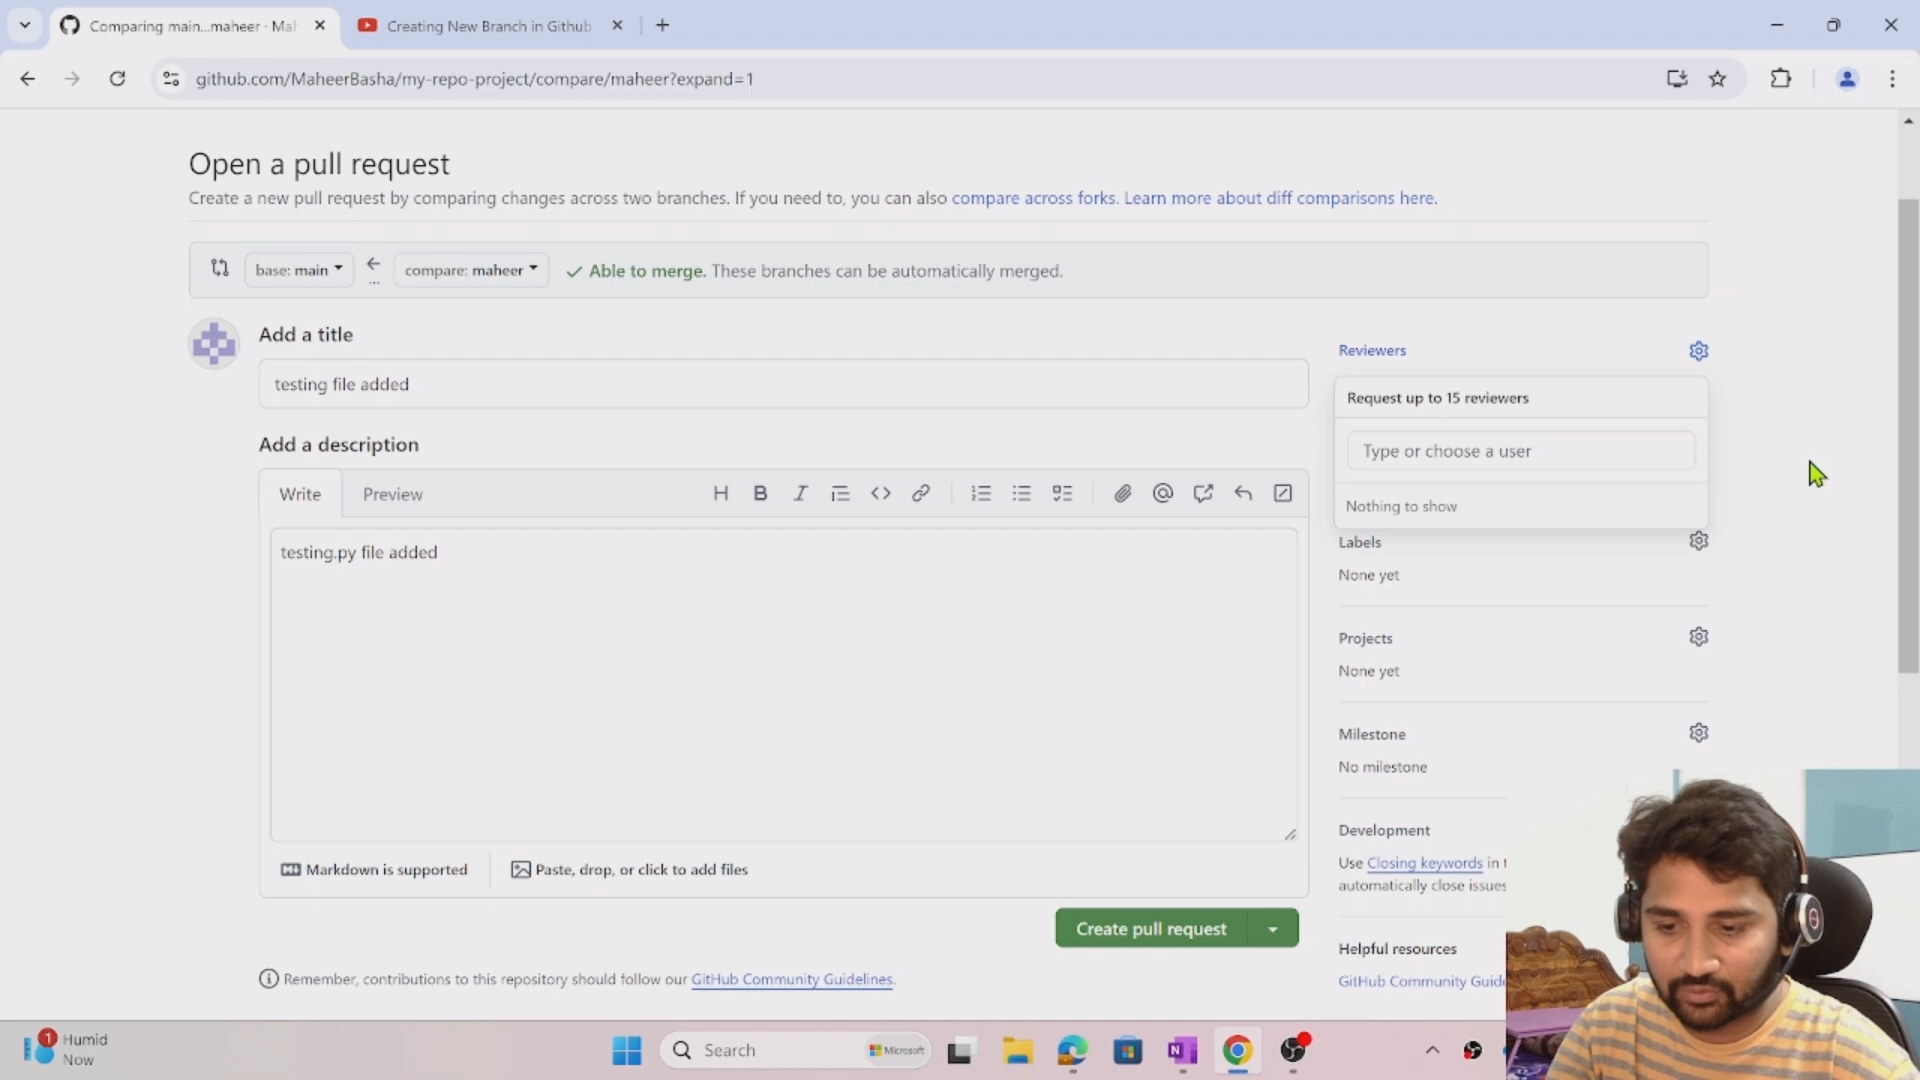 Comparing main...maheer · Mah
Creating New Branch in Github
github.com/MaheerBasha/my-repo-project/compare/maheer?expand=1
Open a pull request
Create a new pull request by comparing changes across two branches. If you need to, you can also compare across forks. Learn more about diff comparisons here.
base: main
compare: maheer
Able to merge. These branches can be automatically merged.
Add a title
testing file added
Reviewers
Request up to 15 reviewers
Type or choose a user
Nothing to show
Add a description
Write
Preview
testing.py file added
Labels
None yet
Projects
None yet
Milestone
No milestone
Development
Use Closing keywords in
automatically close issues
Markdown is supported
Paste, drop, or click to add files
Create pull request
Helpful resources
GitHub Community Guide
Remember, contributions to this repository should follow our GitHub Community Guidelines.
1
Humid
Now
Search
Microsoft